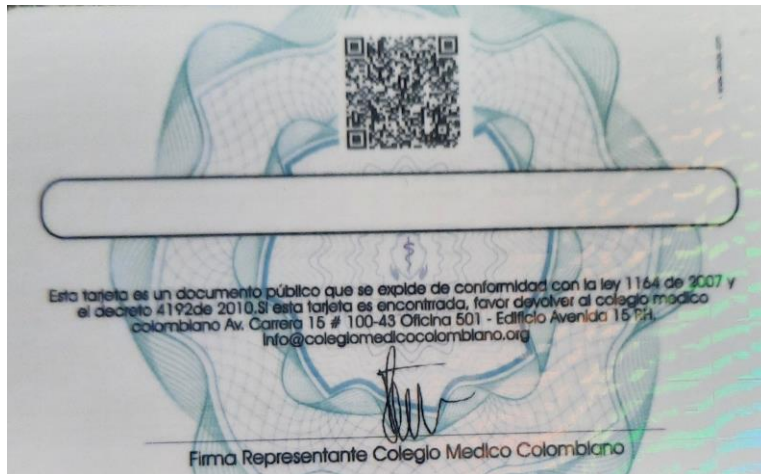 Esta tarjeta es un documento público que se expide de conformidad con la ley 1164 de 2007 y
el decreto 4192de 2010.Si esta tarjeta es encontrada, favor devolver al colegio medico
colombiano Av. Carrera 15 # 100-43 Oficina 501 - Edificio Avenida 15 P.H.
info@colegiomedicocolombiano.org
Firma Representante Colegio Medico Colombiano